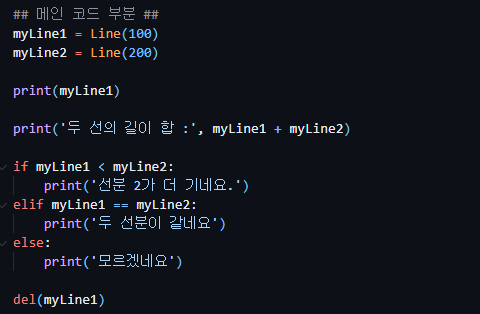 ## 메인 코드 부분 ##
myLine1 = Line(100)
myLine2 = Line(200)
print(myLine1)
print('두 선의 길이 합 :', myLine1 + myLine2)
if myLine1 < myLine2:
print('선분 2가 더 기네요.')
elif myLine1 == myLine2:
print('두 선분이 같네요')
else:
print('모르겠네요')
del(myLine1)